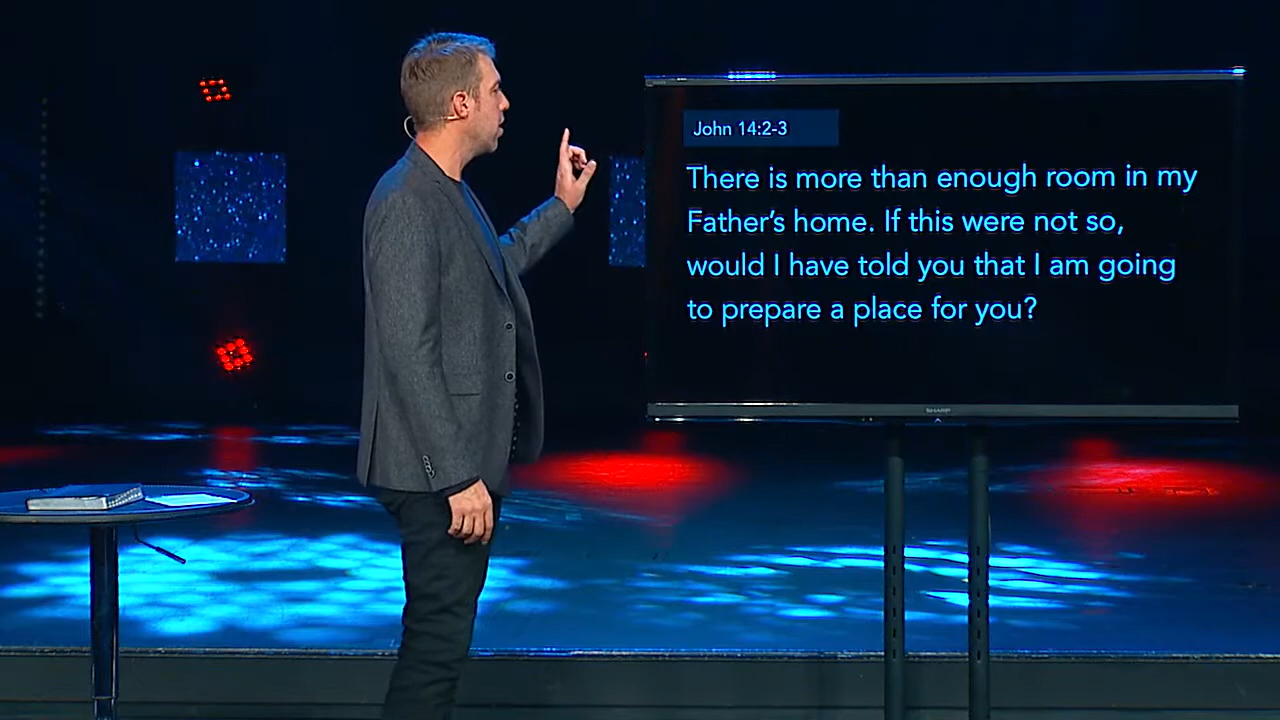 John 14:2-3
There is more than enough room in my
Father's home. If this were not so,
would I have told you that I am going
to prepare a place for you?
SHARP